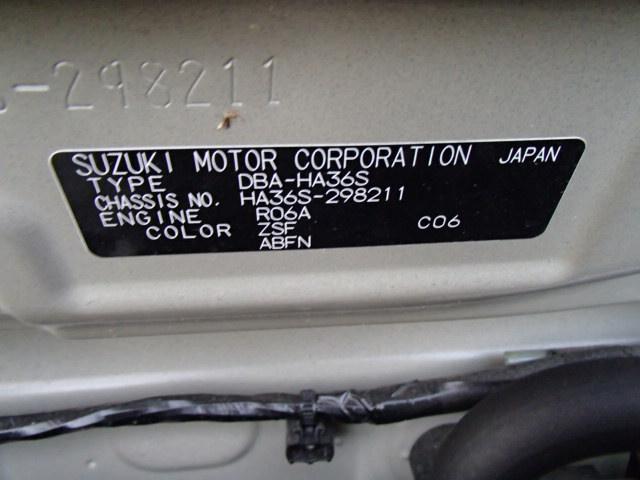 -298211
SUZUKI MOTOR CORPORATION JAPAN
TYPE DBA-HA36S
CHASSIS NO. HA36S-298211
ENGINE R06A
COLOR ZSF C06
ABFN